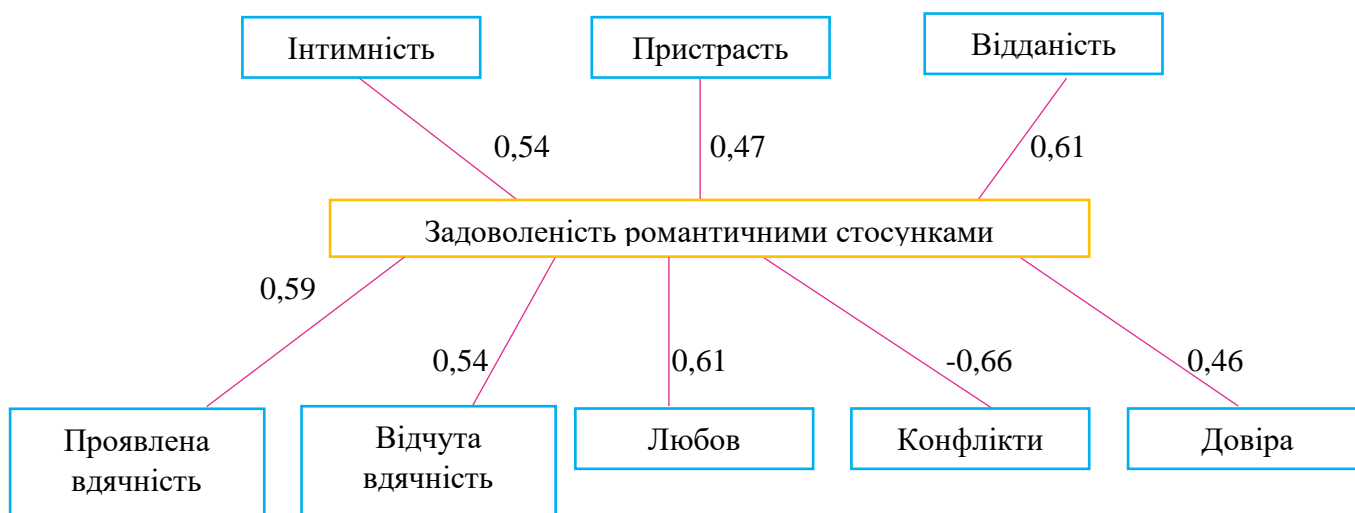 Інтимність
Пристрасть
Відданість
0,54
0,47
0,61
Задоволеність романтичними стосунками
0,59
0,54
0,61
-0,66
0,46
Проявлена
вдячність
Відчута
вдячність
Любов
Конфлікти
Довіра